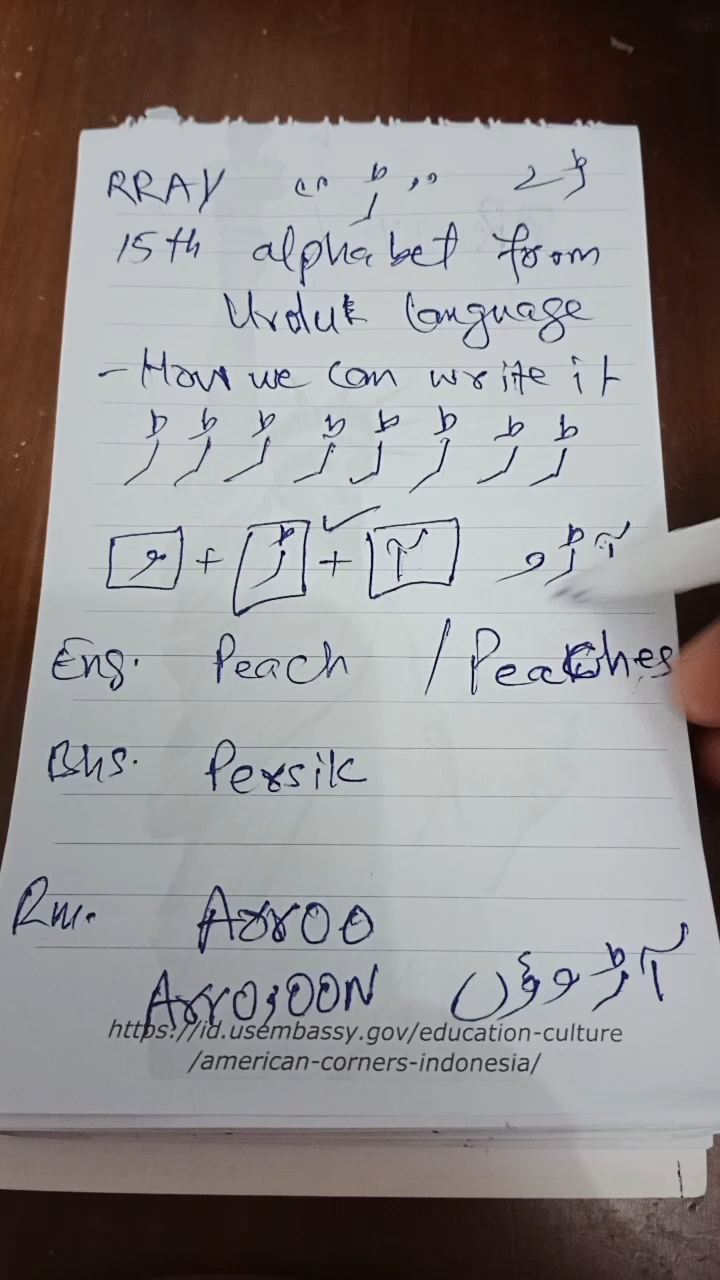 RRAY “ ڑ ” ڑے
15th alphabet from
Urduk language
- How we can write it
ڑ ڑ ڑ ڑ ڑ ڑ ڑ ڑ
و + ڑ + آ آڑو
Eng. Peach / Peaches
Bhs. Persik
Rm. Arroo
Arro,ooN آڑوؤں
https://id.usembassy.gov/education-culture
/american-corners-indonesia/